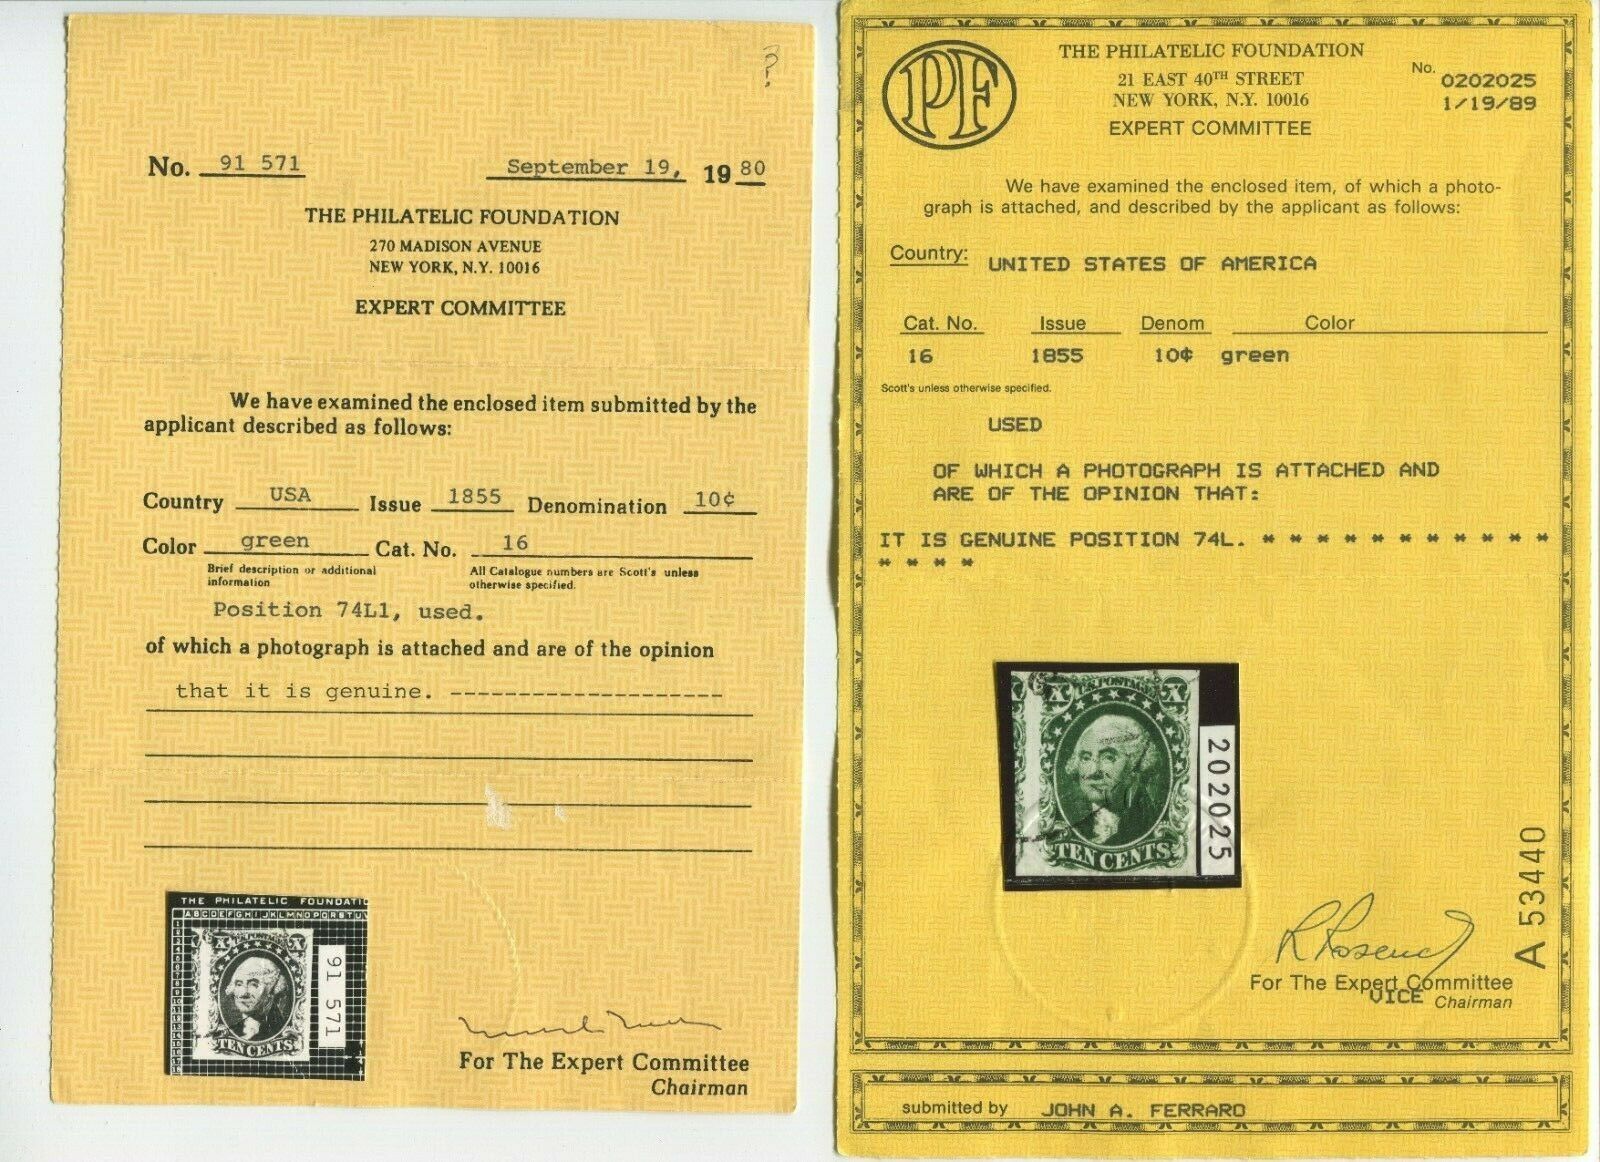 ?
No. 91 571
September 19, 1980
THE PHILATELIC FOUNDATION
270 MADISON AVENUE
NEW YORK, N.Y. 10016
EXPERT COMMITTEE
We have examined the enclosed item submitted by the
applicant described as follows:
Country USA Issue 1855 Denomination 10¢
Color green Cat. No. 16
Brief description or additional
information
All Catalogue numbers are Scott's unless
otherwise specified.
Position 74L1, used.
of which a photograph is attached and are of the opinion
that it is genuine. --------------------
THE PHILATELIC FOUNDATIO
ABCDEFGHIJKLMNOPQRSTU
X U.S. POSTAGE X
TEN CENTS
91 571
For The Expert Committee
Chairman
PF
THE PHILATELIC FOUNDATION
21 EAST 40TH STREET
NEW YORK, N.Y. 10016
EXPERT COMMITTEE
No. 0202025
1/19/89
We have examined the enclosed item, of which a photo-
graph is attached, and described by the applicant as follows:
Country: UNITED STATES OF AMERICA
Cat. No. Issue Denom Color
16 1855 10¢ green
Scott's unless otherwise specified.
USED
OF WHICH A PHOTOGRAPH IS ATTACHED AND
ARE OF THE OPINION THAT:
IT IS GENUINE POSITION 74L. * * * * * * * * * * *
* * * *
X U.S. POSTAGE X
TEN CENTS
202025
A 53440
For The Expert Committee
VICE Chairman
submitted by JOHN A. FERRARO